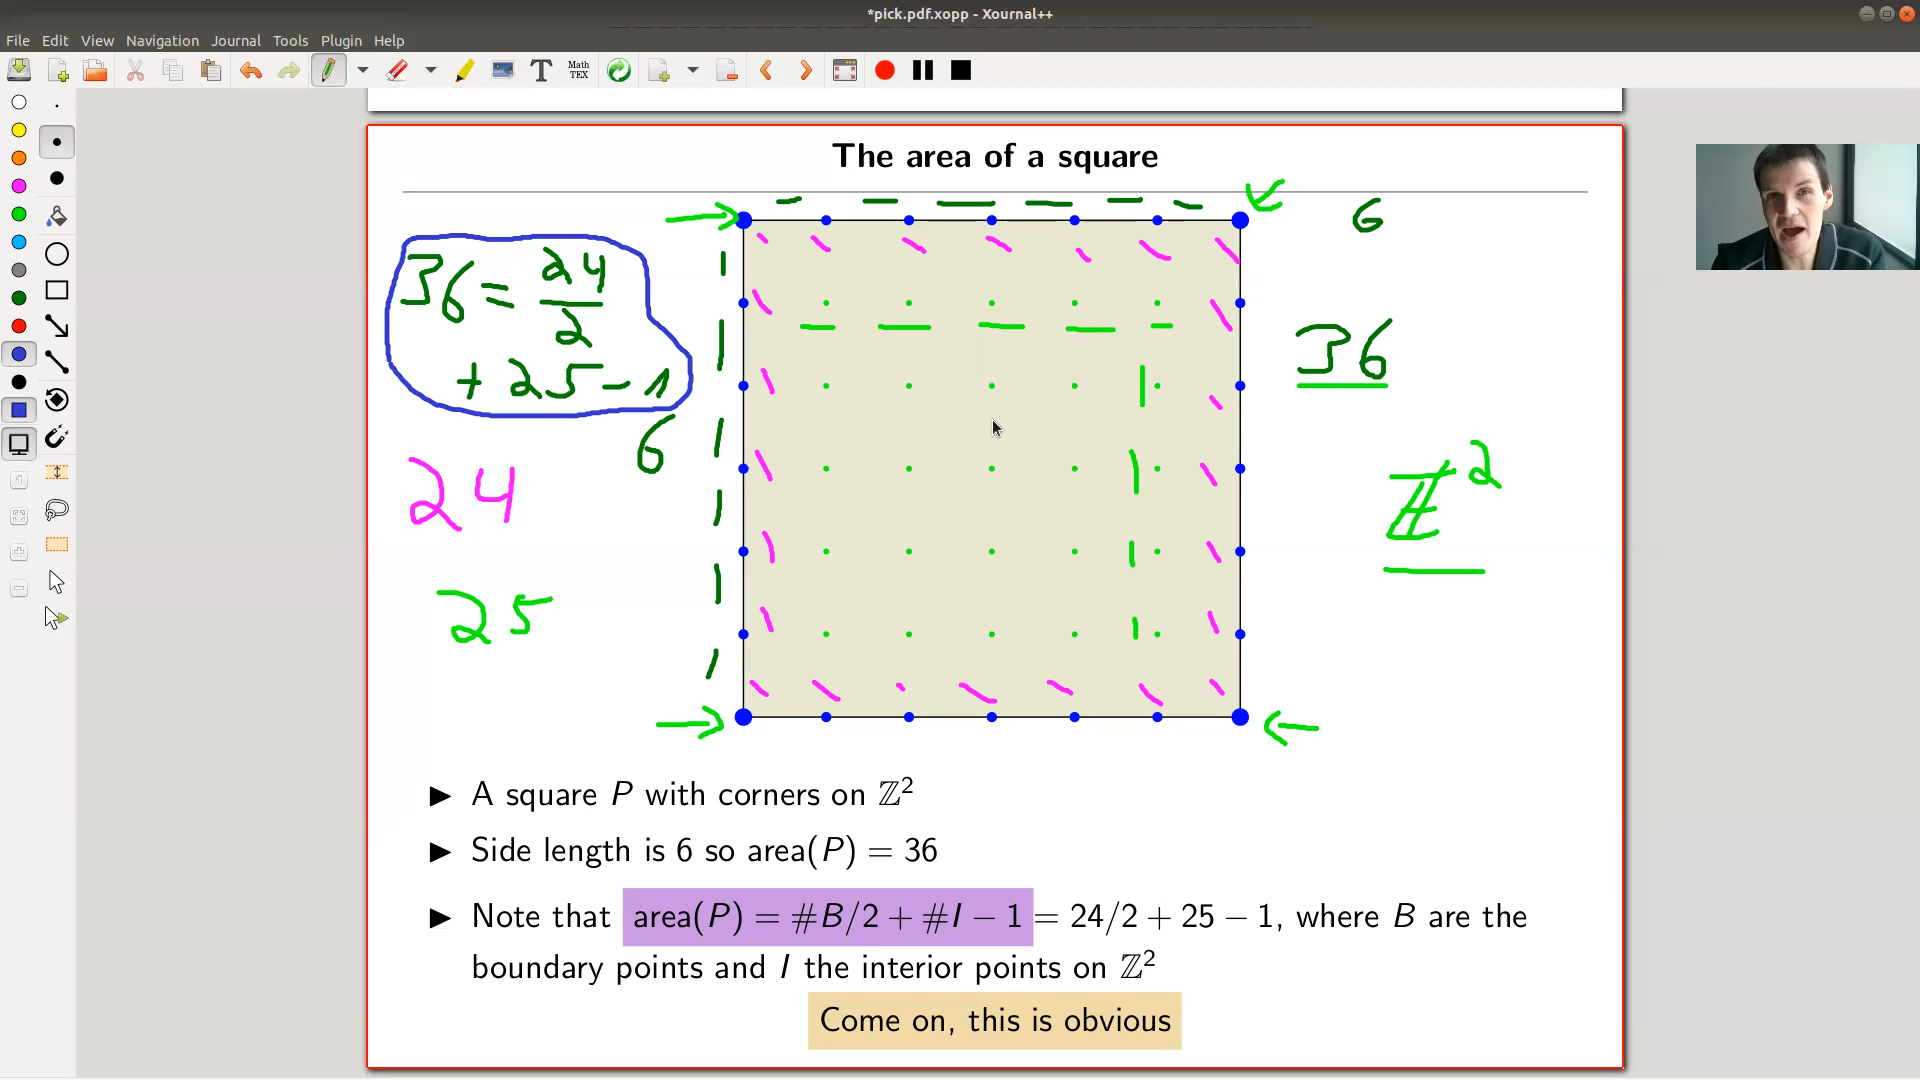 *pick.pdf.xopp - Xournal++
File Edit View Navigation Journal Tools Plugin Help
Math
TEX
The area of a square
6
36 = 24/2
+ 25 - 1
6
36
24
ℤ²
25
▶ A square P with corners on ℤ²
▶ Side length is 6 so area(P) = 36
▶ Note that area(P) = #B/2 + #I − 1 = 24/2 + 25 − 1, where B are the
boundary points and I the interior points on ℤ²
Come on, this is obvious